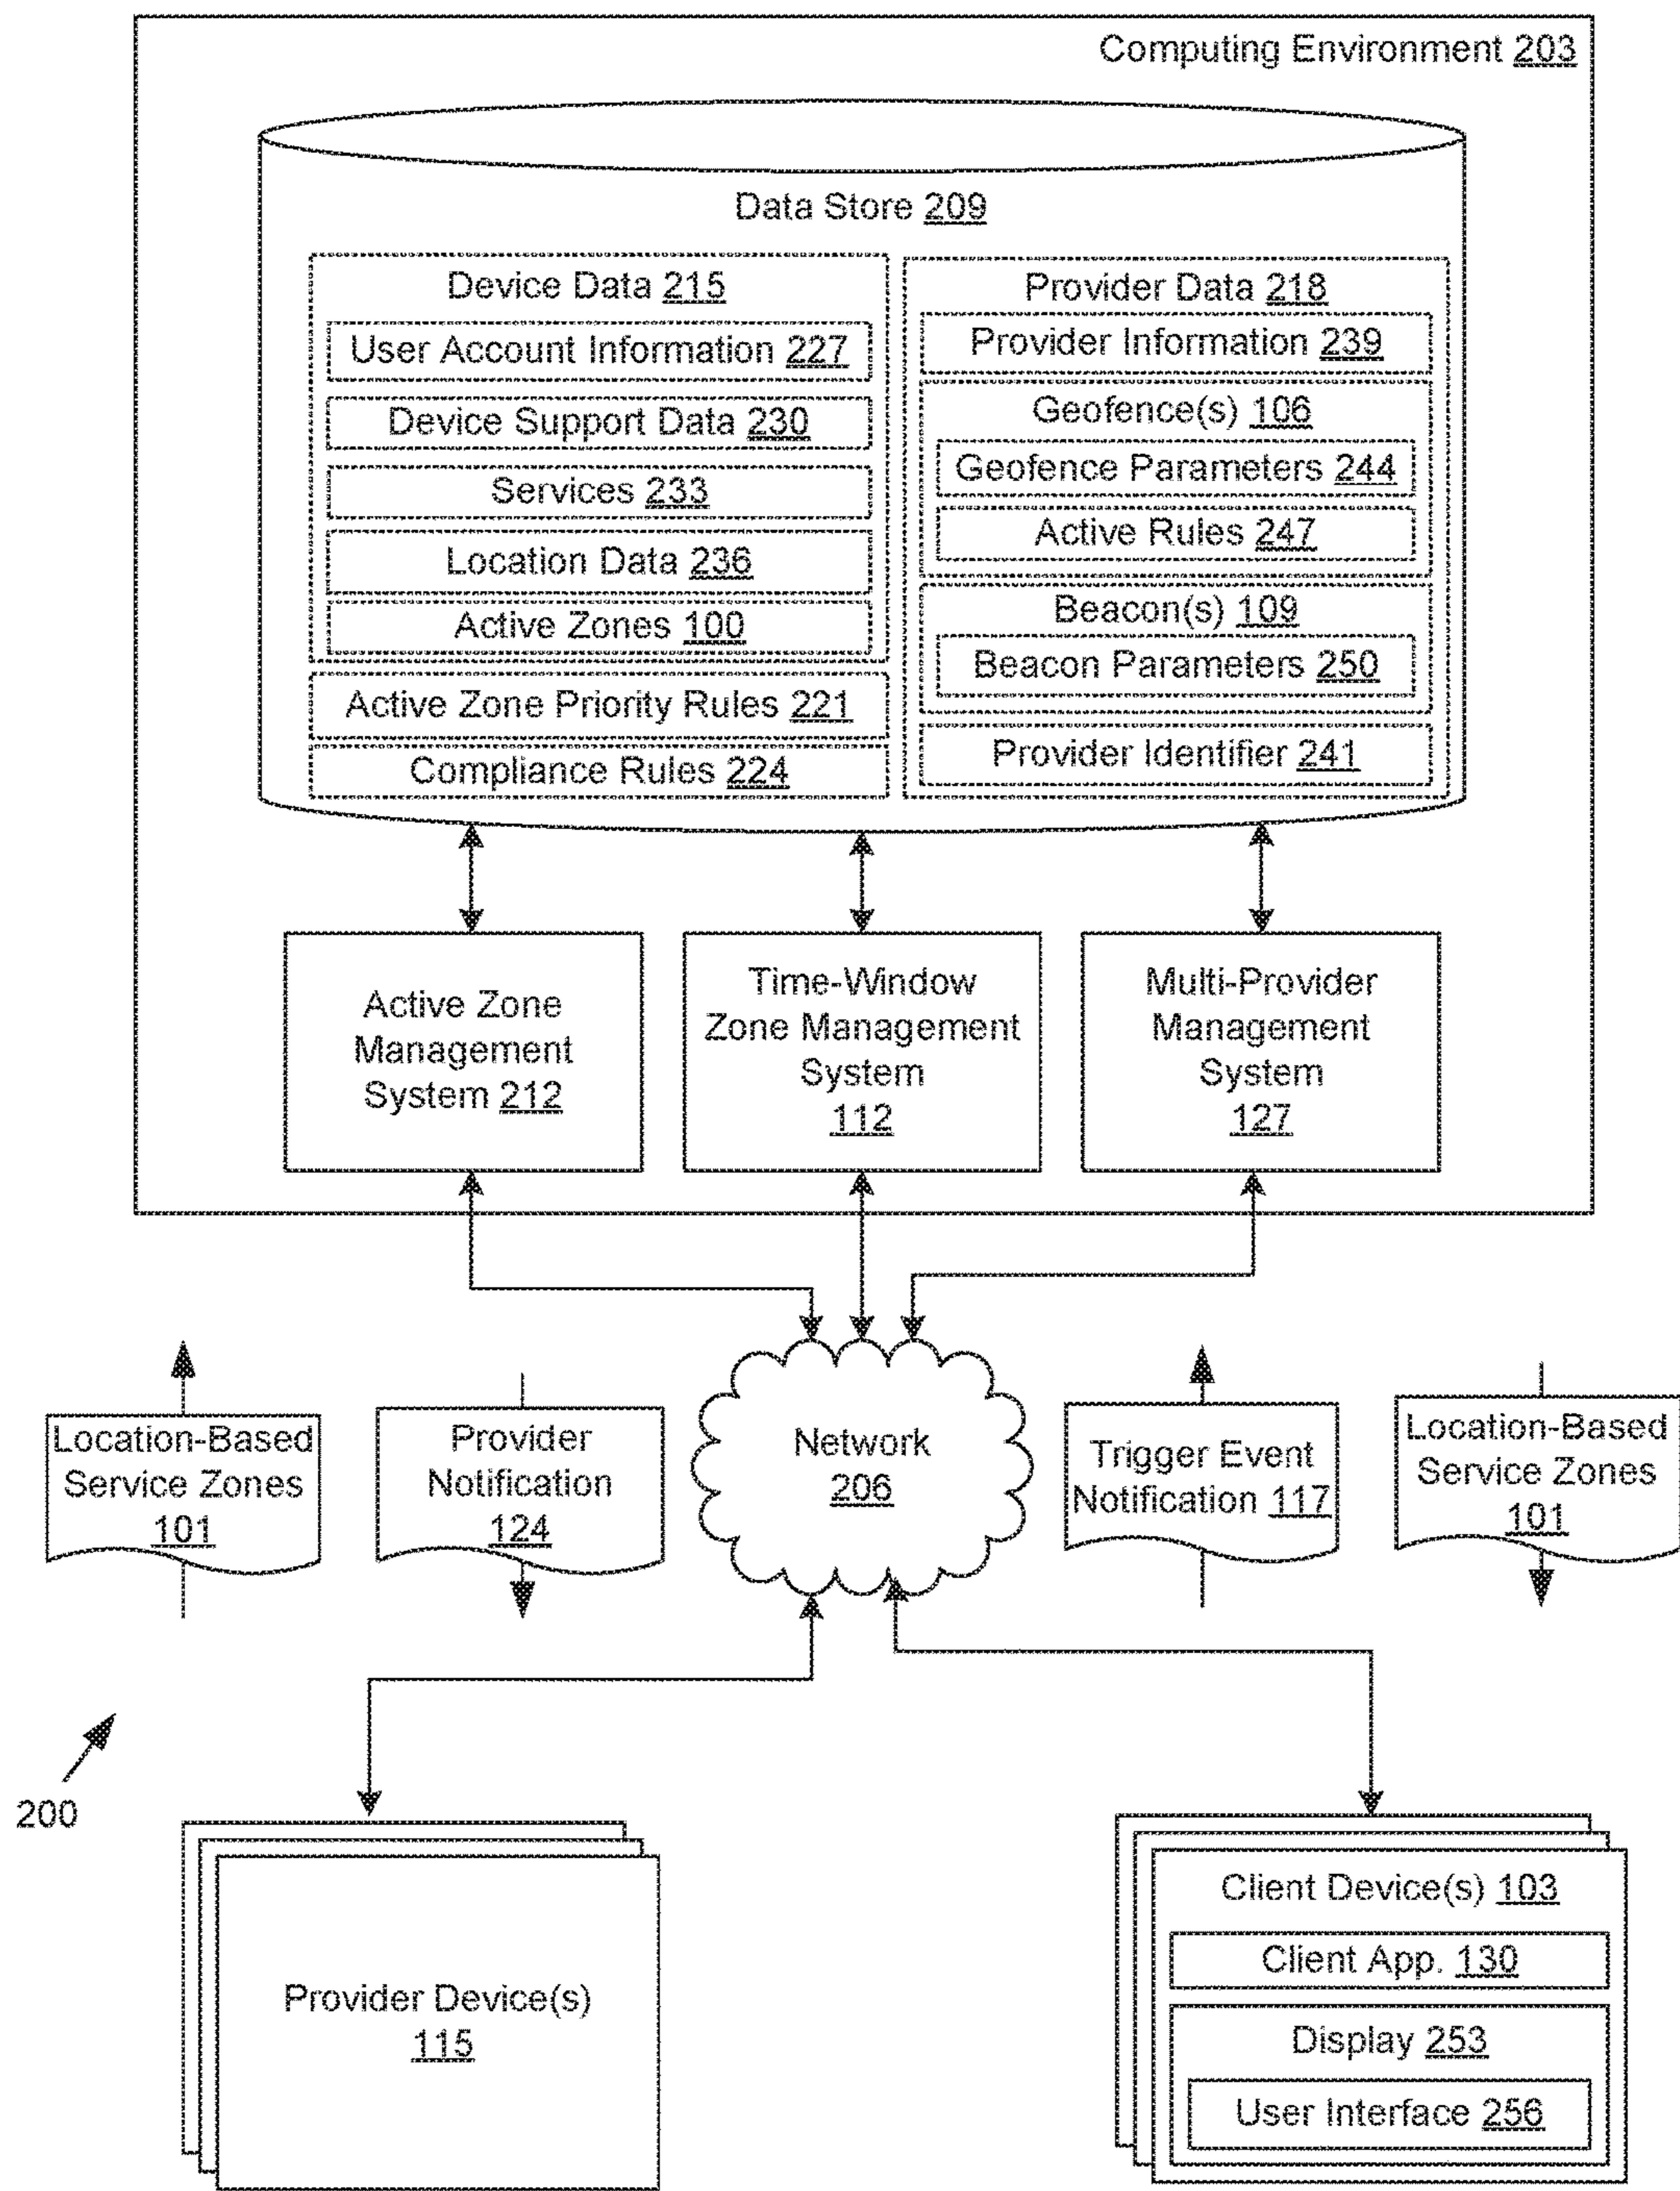 Computing Environment 203
Data Store 209
Device Data 215
User Account Information 227
Device Support Data 230
Services 233
Location Data 236
Active Zones 100
Active Zone Priority Rules 221
Compliance Rules 224
Provider Data 218
Provider Information 239
Geofence(s) 106
Geofence Parameters 244
Active Rules 247
Beacon(s) 109
Beacon Parameters 250
Provider Identifier 241
Active Zone
Management
System 212
Time-Window
Zone Management
System
112
Multi-Provider
Management
System
127
Location-Based
Service Zones
101
Provider
Notification
124
Network
206
Trigger Event
Notification 117
Location-Based
Service Zones
101
200
Provider Device(s)
115
Client Device(s) 103
Client App. 130
Display 253
User Interface 256